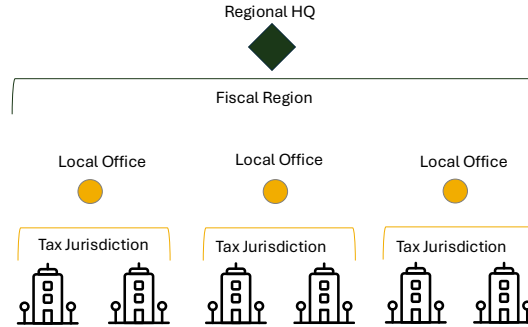 Regional HQ
Fiscal Region
Local Office
Local Office
Local Office
Tax Jurisdiction
Tax Jurisdiction
Tax Jurisdiction